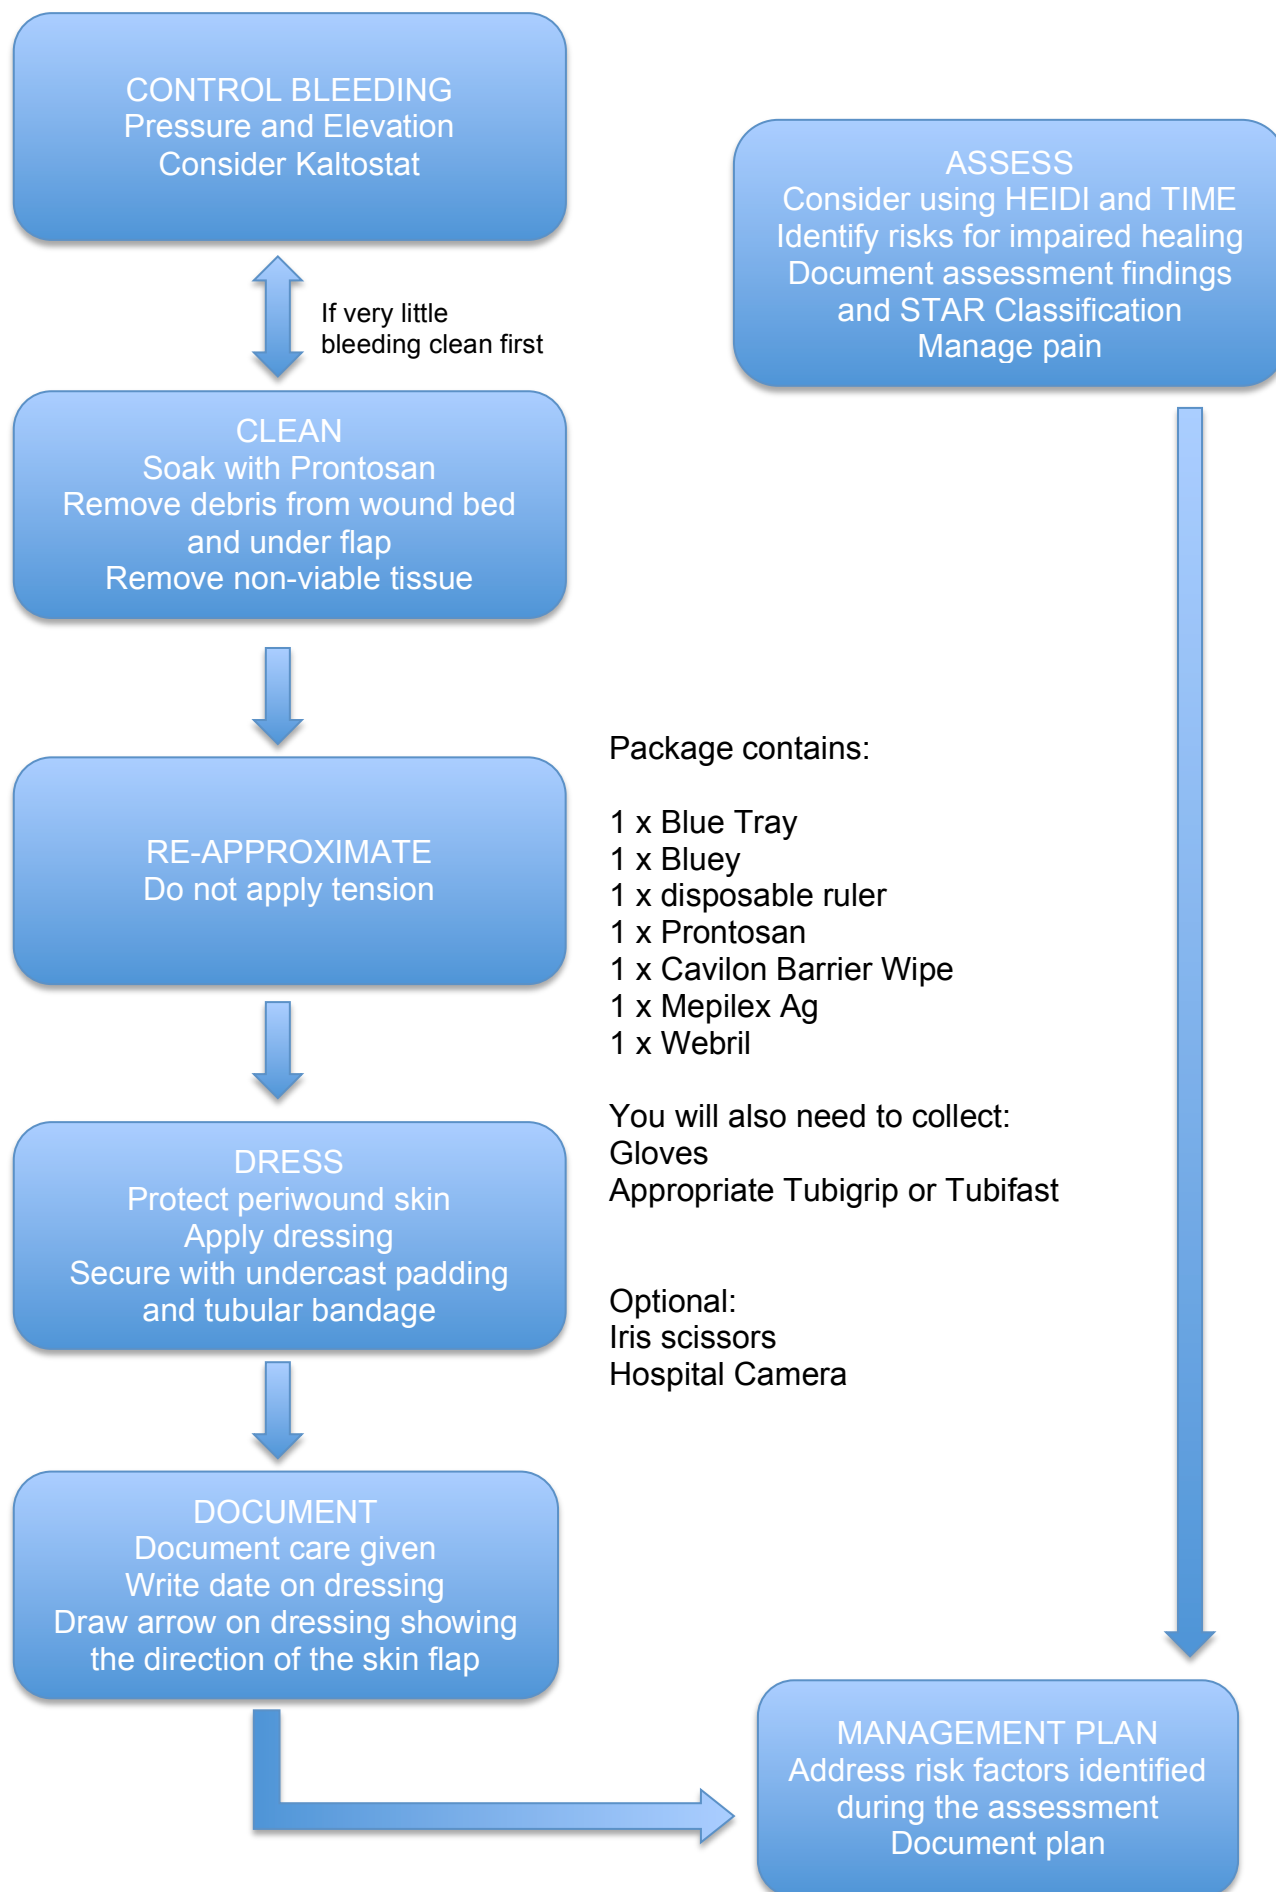 CONTROL BLEEDING
Pressure and Elevation
Consider Kaltostat
If very little
bleeding clean first
CLEAN
Soak with Prontosan
Remove debris from wound bed
and under flap
Remove non-viable tissue
RE-APPROXIMATE
Do not apply tension
DRESS
Protect periwound skin
Apply dressing
Secure with undercast padding
and tubular bandage
DOCUMENT
Document care given
Write date on dressing
Draw arrow on dressing showing
the direction of the skin flap
Package contains:
1 x Blue Tray
1 x Bluey
1 x disposable ruler
1 x Prontosan
1 x Cavilon Barrier Wipe
1 x Mepilex Ag
1 x Webril
You will also need to collect:
Gloves
Appropriate Tubigrip or Tubifast
Optional:
Iris scissors
Hospital Camera
ASSESS
Consider using HEIDI and TIME
Identify risks for impaired healing
Document assessment findings
and STAR Classification
Manage pain
MANAGEMENT PLAN
Address risk factors identified
during the assessment
Document plan